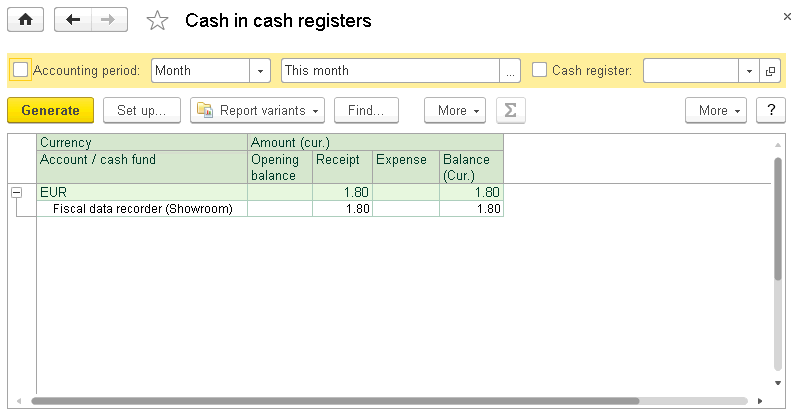 Cash in cash registers
Accounting period: Month This month ... Cash register:
Generate Set up... Report variants Find... More Σ More ?
Currency Amount (cur.)
Account / cash fund Opening balance Receipt Expense Balance (Cur.)
EUR 1.80 1.80
Fiscal data recorder (Showroom) 1.80 1.80